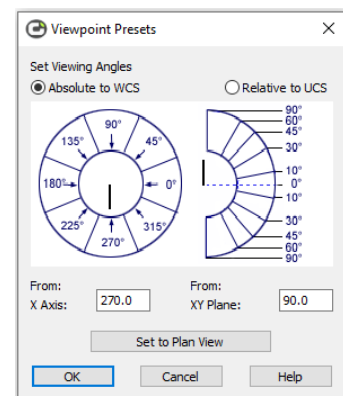 Viewpoint Presets
Set Viewing Angles
Absolute to WCS
Relative to UCS
90°
135°
45°
180°
0°
225°
315°
270°
90°
60°
45°
30°
10°
0°
10°
30°
45°
60°
90°
From:
X Axis:
270.0
From:
XY Plane:
90.0
Set to Plan View
OK
Cancel
Help